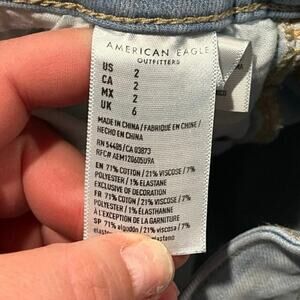 AMERICAN EAGLE
OUTFITTERS
US 2
CA 2
MX 2
UK 6
MADE IN CHINA / FABRIQUÉ EN CHINE /
HECHO EN CHINA
RN 54485 / CA 03873
RFC# AEM120605U9A
EN 71% COTTON / 21% VISCOSE / 7%
POLYESTER / 1% ELASTANE
EXCLUSIVE OF DECORATION
FR 71% COTON / 21% VISCOSE / 7%
POLYESTER / 1% ÉLASTHANNE
À L'EXCEPTION DE LA GARNITURE
SP 71% algodón / 21% viscosa / 7%
elastano